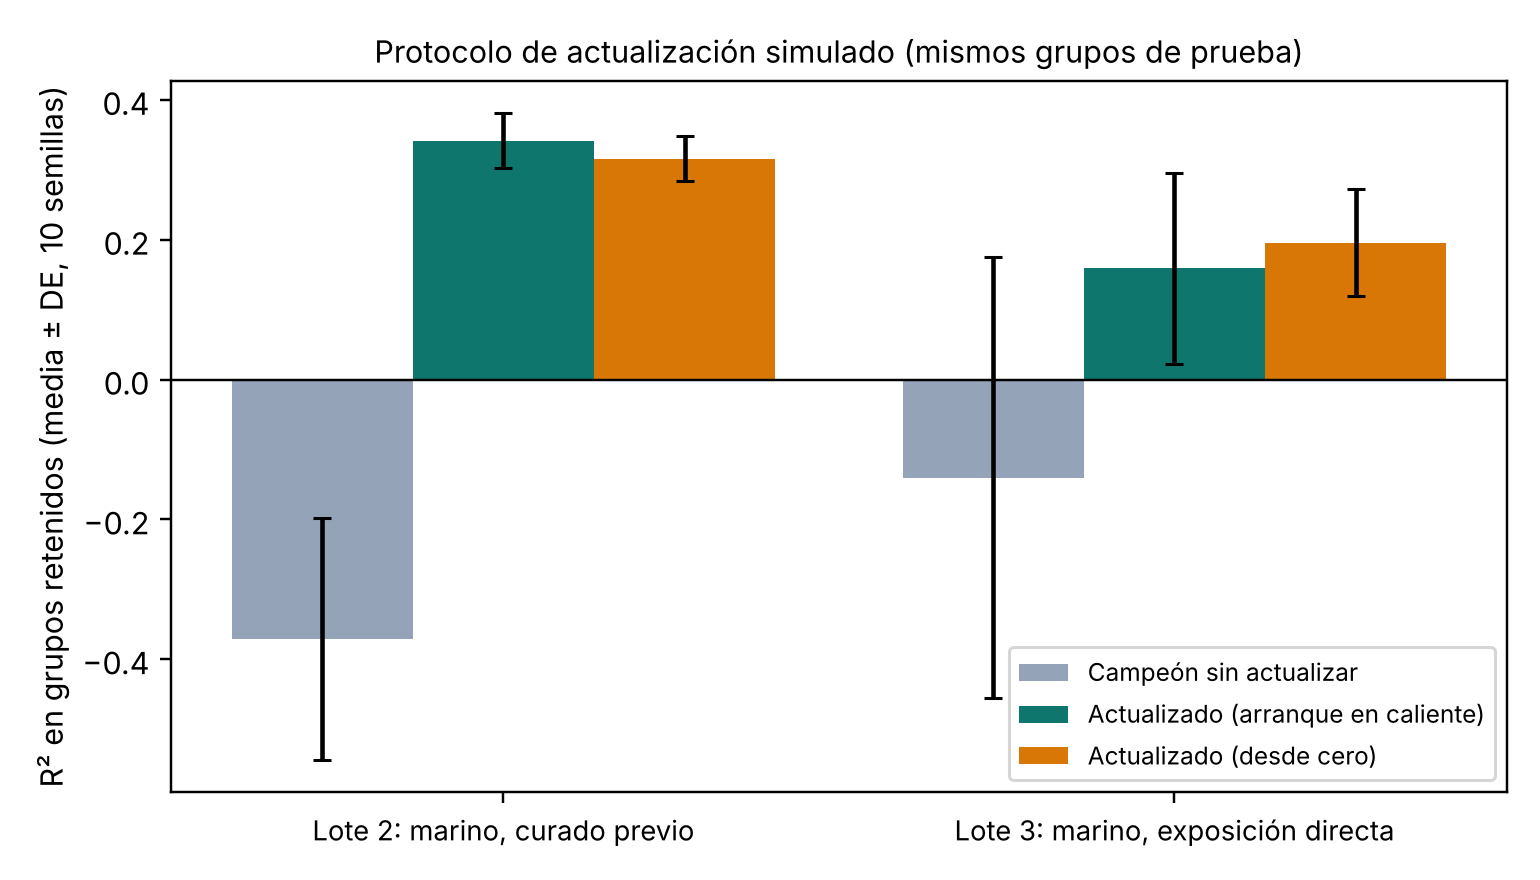 Protocolo de actualización simulado (mismos grupos de prueba)
R² en grupos retenidos (media ± DE, 10 semillas)
0.4
0.2
0.0
−0.2
−0.4
Campeón sin actualizar
Actualizado (arranque en caliente)
Actualizado (desde cero)
Lote 2: marino, curado previo
Lote 3: marino, exposición directa